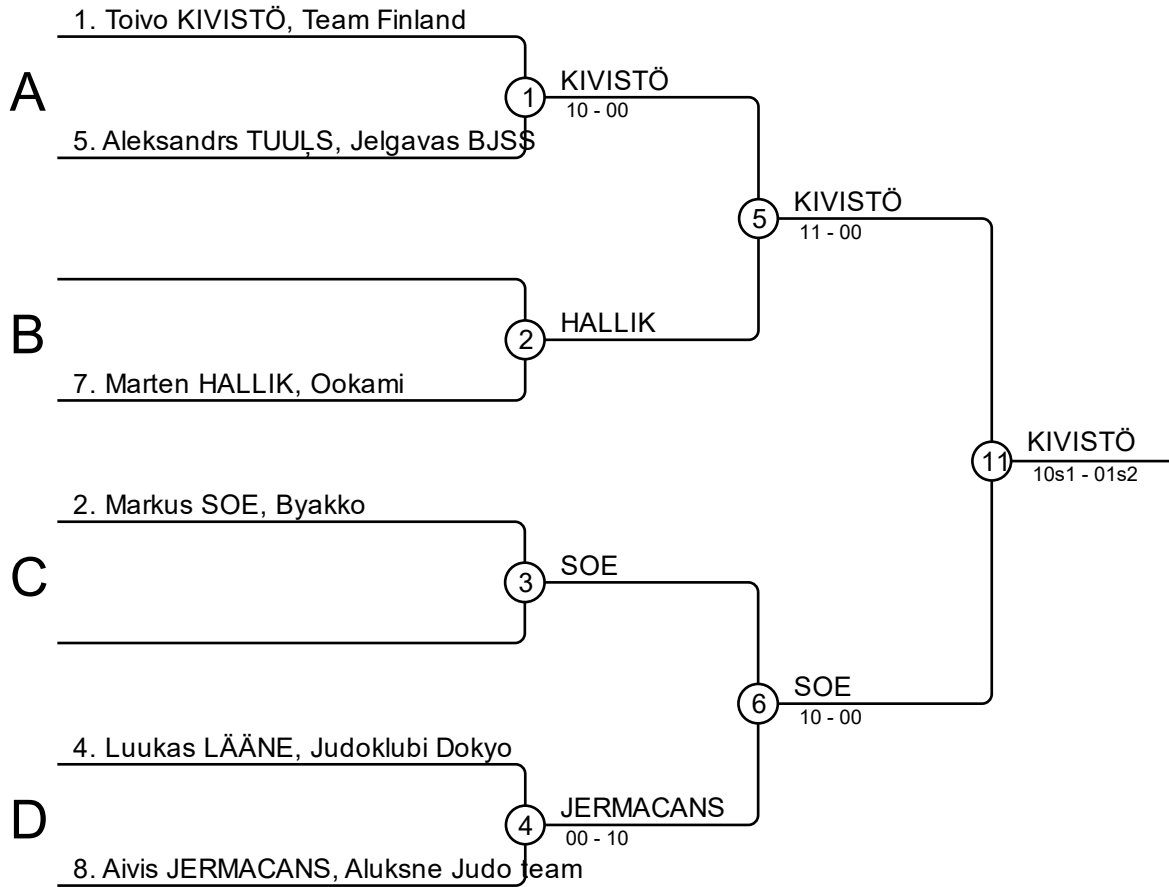 1. Toivo KIVISTÖ, Team Finland
A
1
KIVISTÖ
10 - 00
5. Aleksandrs TUUĻS, Jelgavas BJSS
5
KIVISTÖ
11 - 00
B
2
HALLIK
7. Marten HALLIK, Ookami
11
KIVISTÖ
10s1 - 01s2
2. Markus SOE, Byakko
C
3
SOE
6
SOE
10 - 00
4. Luukas LÄÄNE, Judoklubi Dokyo
D
4
JERMACANS
00 - 10
8. Aivis JERMACANS, Aluksne Judo team